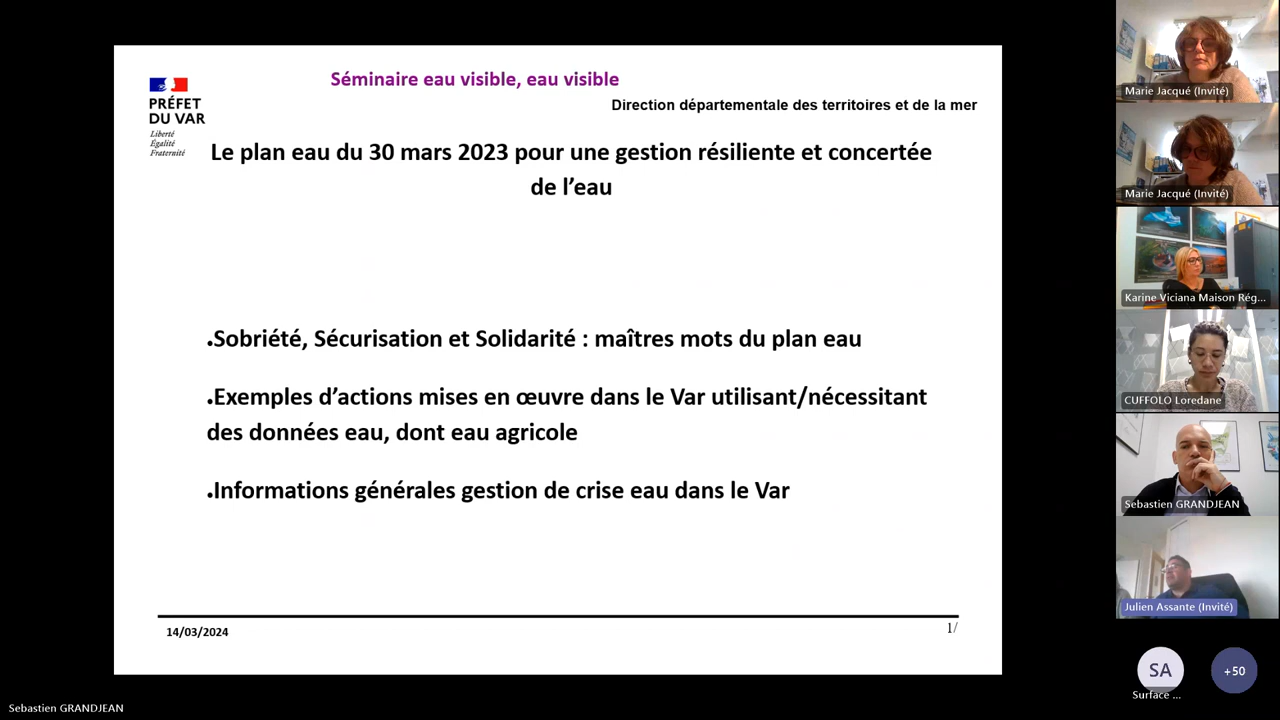 PRÉFET
DU VAR
Liberté
Égalité
Fraternité
Séminaire eau visible, eau visible
Direction départementale des territoires et de la mer
Le plan eau du 30 mars 2023 pour une gestion résiliente et concertée
de l’eau
.Sobriété, Sécurisation et Solidarité : maîtres mots du plan eau
.Exemples d’actions mises en œuvre dans le Var utilisant/nécessitant
des données eau, dont eau agricole
.Informations générales gestion de crise eau dans le Var
14/03/2024
1/
Sebastien GRANDJEAN
Marie Jacqué (Invité)
Marie Jacqué (Invité)
Karine Viciana Maison Rég...
CUFFOLO Loredane
Sebastien GRANDJEAN
Julien Assante (Invité)
SA
Surface ...
+50